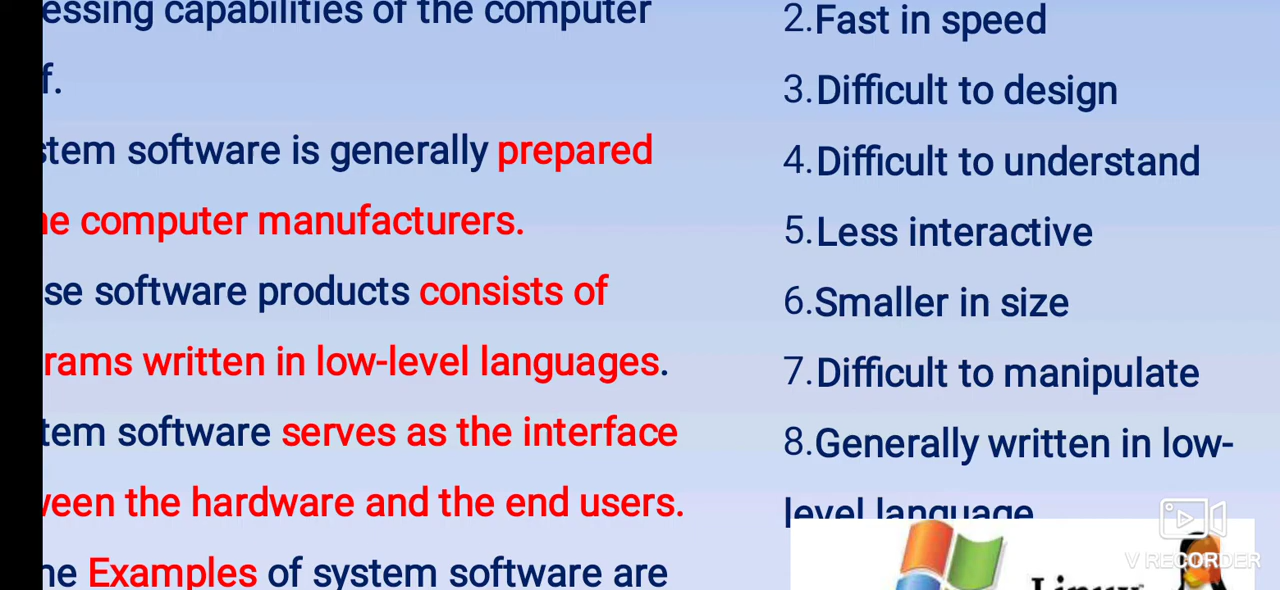 essing capabilities of the computer
f.
stem software is generally prepared
he computer manufacturers.
se software products consists of
rams written in low-level languages.
tem software serves as the interface
ween the hardware and the end users.
ne Examples of system software are
2.Fast in speed
3.Difficult to design
4.Difficult to understand
5.Less interactive
6.Smaller in size
7.Difficult to manipulate
8.Generally written in low-
level language
Linux
V RECORDER